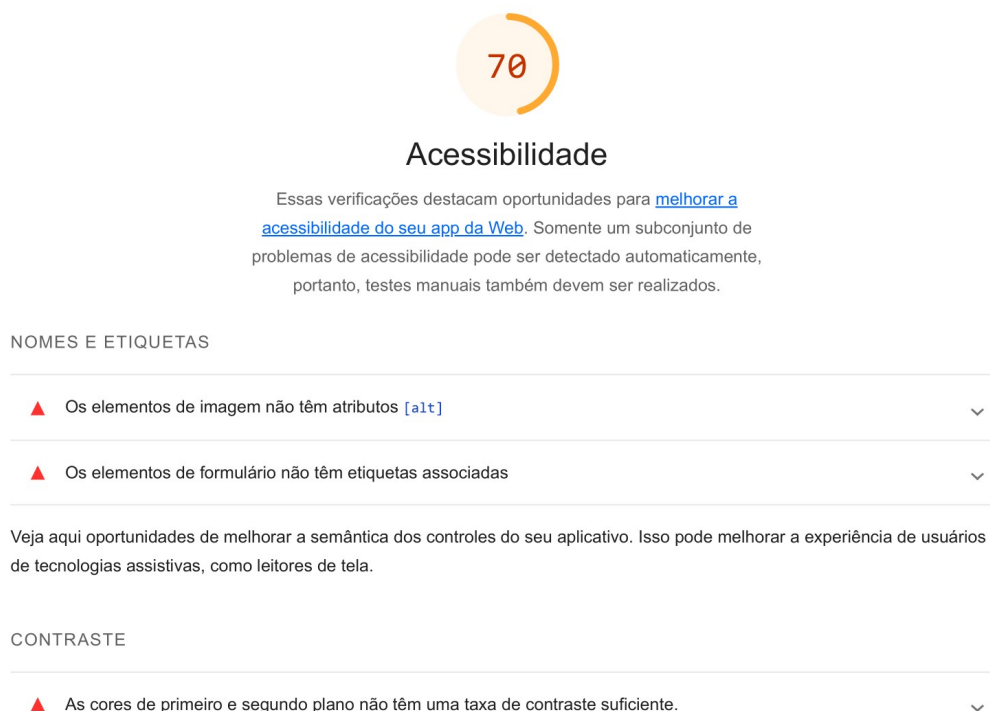 70
Acessibilidade
Essas verificações destacam oportunidades para melhorar a
acessibilidade do seu app da Web. Somente um subconjunto de
problemas de acessibilidade pode ser detectado automaticamente,
portanto, testes manuais também devem ser realizados.
NOMES E ETIQUETAS
Os elementos de imagem não têm atributos [alt]
Os elementos de formulário não têm etiquetas associadas
Veja aqui oportunidades de melhorar a semântica dos controles do seu aplicativo. Isso pode melhorar a experiência de usuários
de tecnologias assistivas, como leitores de tela.
CONTRASTE
As cores de primeiro e segundo plano não têm uma taxa de contraste suficiente.